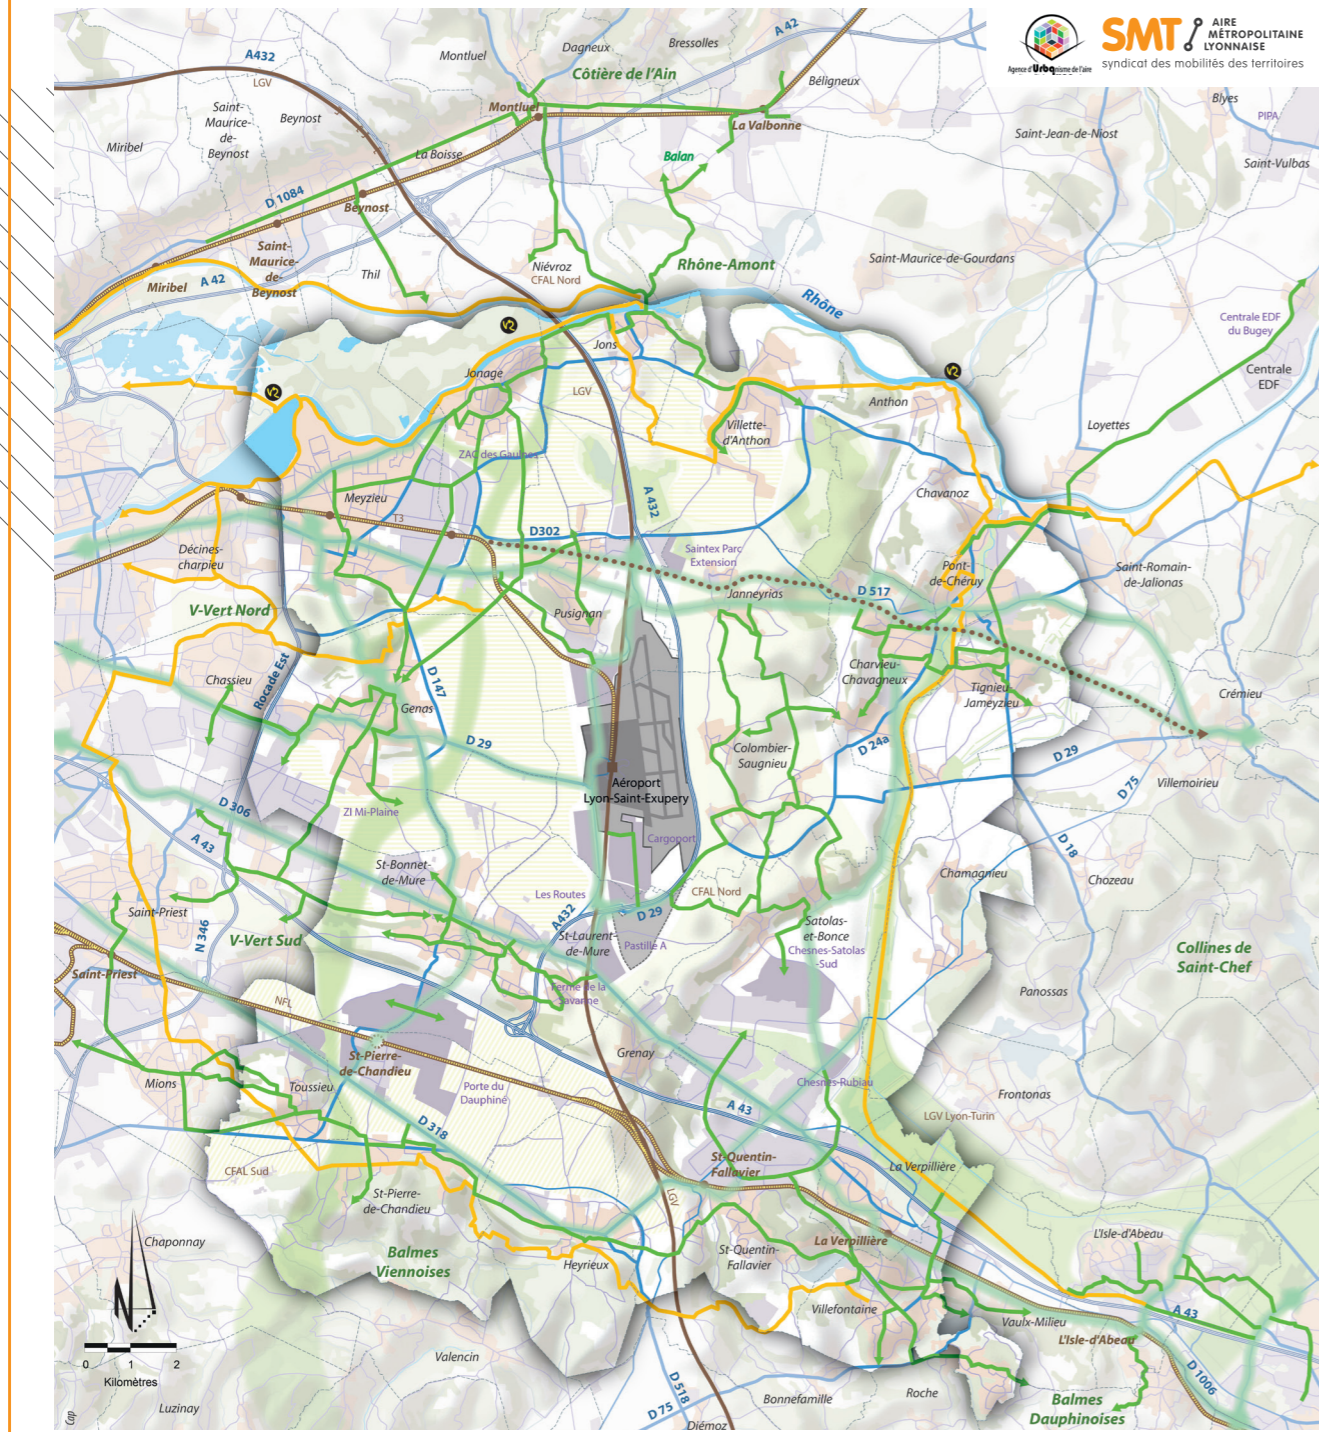 SMT
AIRE
MÉTROPOLITAINE
LYONNAISE
syndicat des mobilités des territoires
Agence d'Urbanisme de l'aire
A 42
Bressolles
Dagneux
Montluel
A432
LGV
Côtière de l'Ain
Béligneux
Blyes
PIPA
Saint-
Maurice-
de-
Beynost
Beynost
Montluel
La Valbonne
Saint-Jean-de-Niost
Miribel
La Boisse
Balan
Saint-Vulbas
D 1084
Beynost
Saint-
Maurice-
de-
Beynost
Thil
Niévroz
CFAL Nord
Rhône-Amont
Saint-Maurice-de-Gourdans
Miribel
A 42
Rhône
Centrale EDF
du Bugey
Centrale
EDF
Jons
Jonage
LGV
Anthon
Loyettes
Villette-
d'Anthon
ZAC des Gaulnes
Meyzieu
T3
A 432
Chavanoz
D302
Décines-
charpieu
Saintex Parc
Extension
Pont-
de-Chéruy
Saint-Romain-
de-Jalionas
V-Vert Nord
Pusignan
Janneyrias
D 517
Rocade Est
Chassieu
D 147
Charvieu-
Chavagneux
Tignieu
Jameyzieu
Crémieu
Genas
D 29
Colombier-
Saugnieu
D 24a
D 29
Villemoirieu
D 75
Aéroport
Lyon-Saint-Exupery
D 306
ZI Mi-Plaine
A 43
Cargoport
D 18
St-Bonnet-
de-Mure
Les Routes
CFAL Nord
Chamagnieu
Chozeau
Saint-Priest
N 346
V-Vert Sud
A432
D 29
St-Laurent-
de-Mure
Pastille A
Satolas-
et-Bonce
Chesnes-Satolas
-Sud
Collines de
Saint-Chef
Saint-Priest
NFL
Ferme de la
Savanne
Panossas
St-Pierre-
de-Chandieu
Grenay
Mions
Toussieu
Porte du
Dauphiné
Chesnes-Rubiau
Frontonas
D 318
A 43
LGV Lyon-Turin
CFAL Sud
St-Quentin-
Fallavier
La Verpillière
St-Pierre-
de-Chandieu
LGV
Chaponnay
Balmes
Viennoises
Heyrieux
St-Quentin-
Fallavier
La Verpillière
L'Isle-d'Abeau
N
Villefontaine
Vaulx-Milieu
A 43
L'Isle-d'Abeau
0 1 2
Kilomètres
Valencin
D 518
D 75
Diémoz
Bonnefamille
Roche
D 1006
Balmes
Dauphinoises
Luzinay
Cap